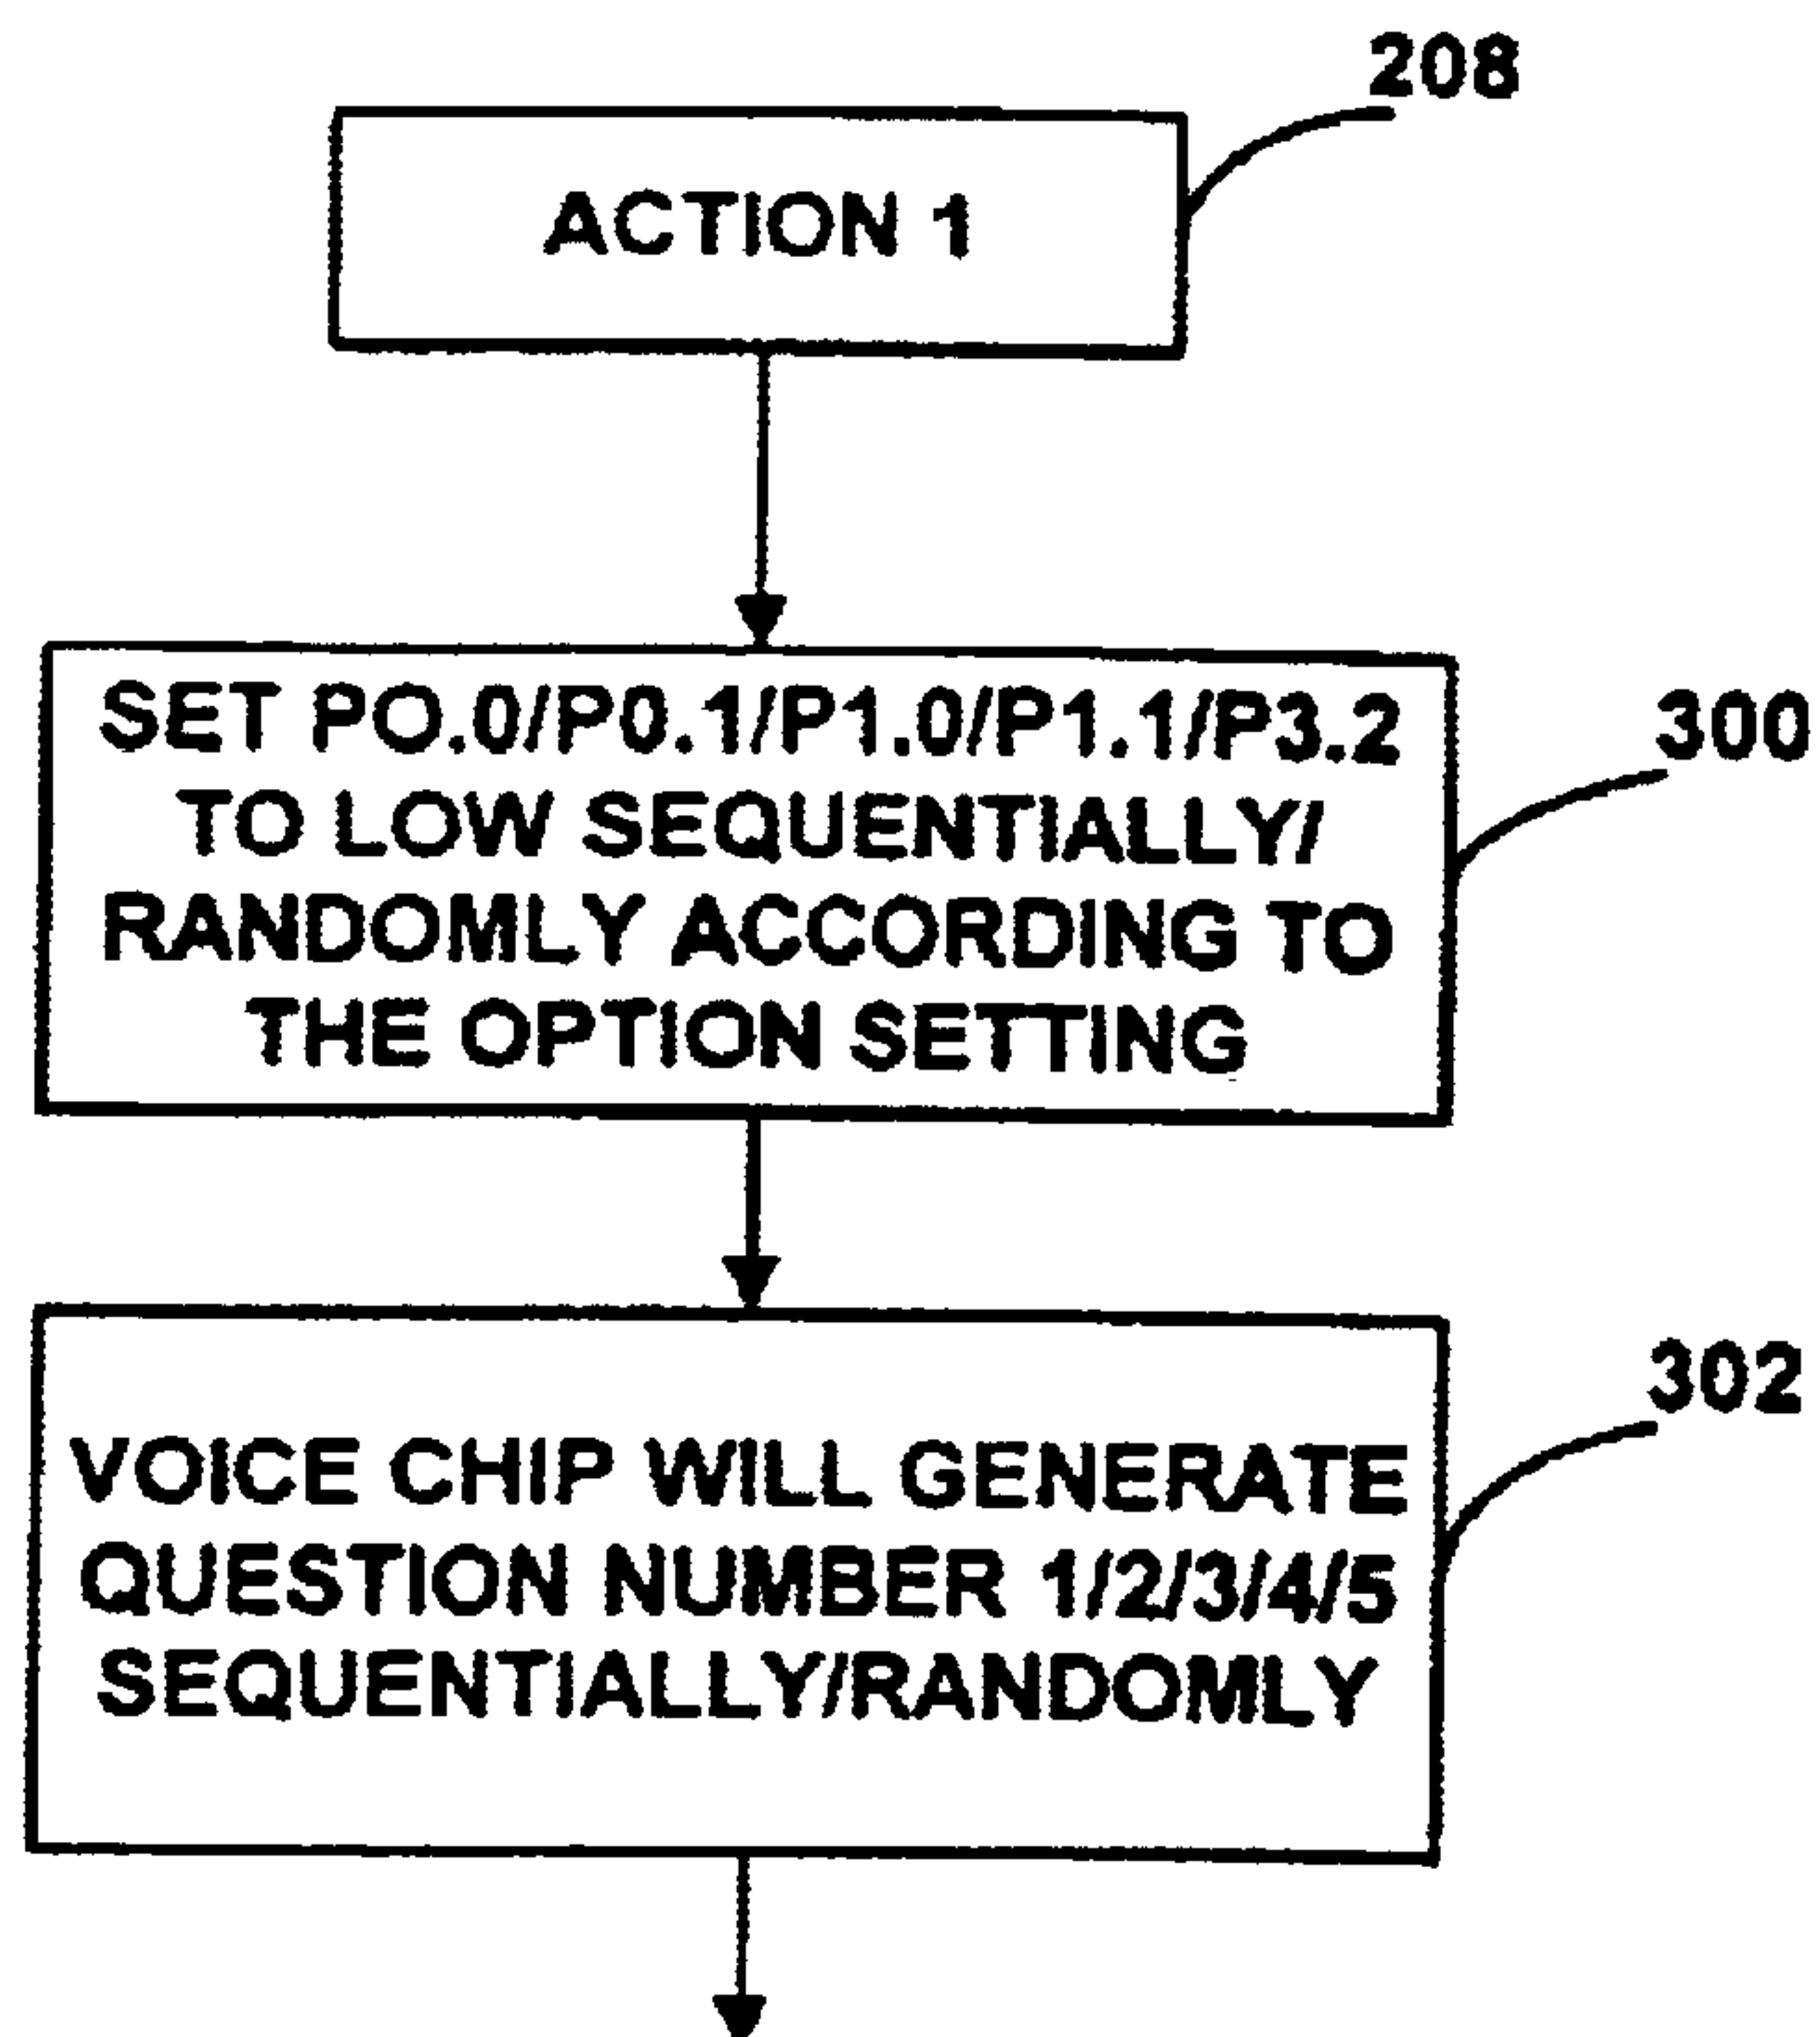 208
ACTION 1
SET PO.0/P0.1/P1.0/P1.1/P3.2
TO LOW SEQUENTIALLY/
RANDOMLY ACCORDING TO
THE OPTION SETTING
300
VOICE CHIP WILL GENERATE
QUESTION NUMBER 1/2/3/4/5
SEQUENTIALLY/RANDOMLY
302